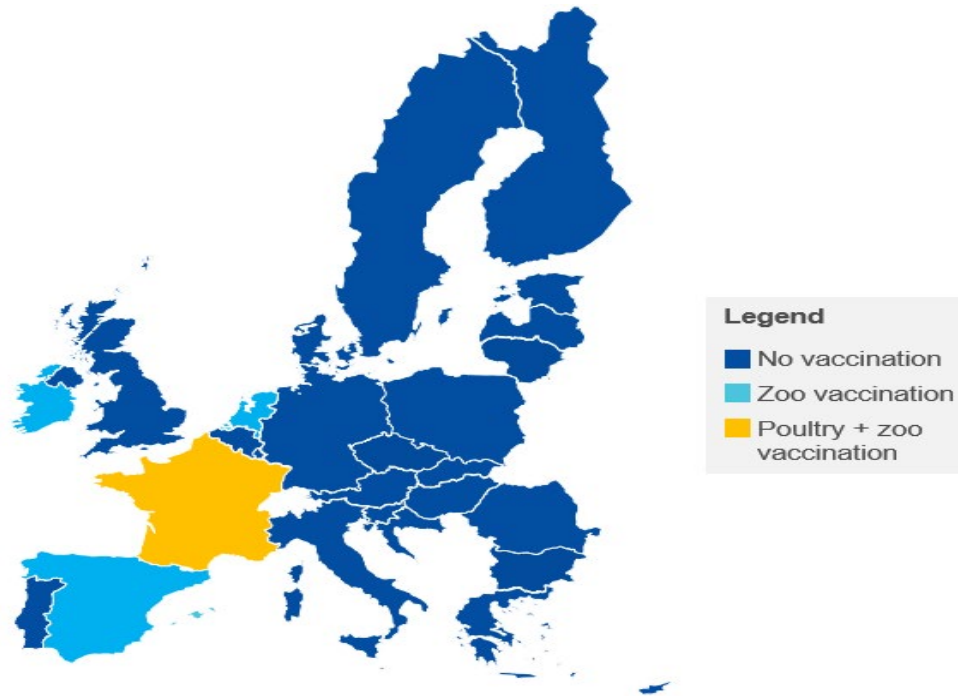 Legend
No vaccination
Zoo vaccination
Poultry + zoo
vaccination